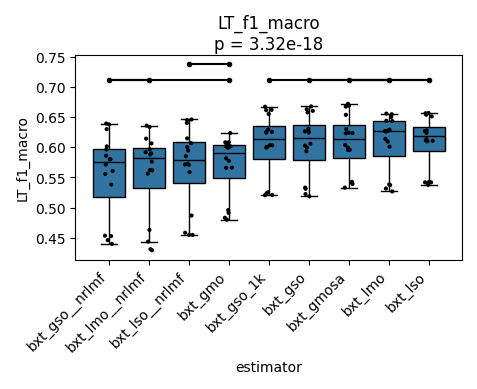 LT_f1_macro
p = 3.32e-18
LT_f1_macro
0.75
0.70
0.65
0.60
0.55
0.50
0.45
bxt_gso__nrlmf
bxt_lmo__nrlmf
bxt_lso__nrlmf
bxt_gmo
bxt_gso_1k
bxt_gso
bxt_gmosa
bxt_lmo
bxt_lso
estimator